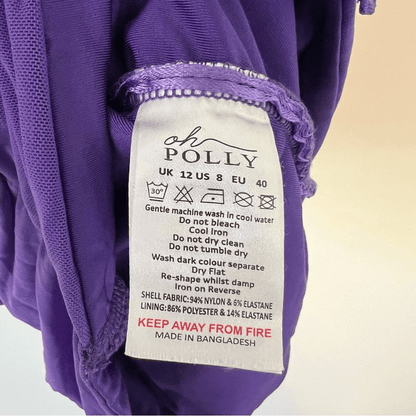 oh
POLLY
UK 12 US 8 EU 40
30°
Gentle machine wash in cool water
Do not bleach
Cool Iron
Do not dry clean
Do not tumble dry
Wash dark colour separate
Dry Flat
Re-shape whilst damp
Iron on Reverse
SHELL FABRIC: 94% NYLON & 6% ELASTANE
LINING: 86% POLYESTER & 14% ELASTANE
KEEP AWAY FROM FIRE
MADE IN BANGLADESH